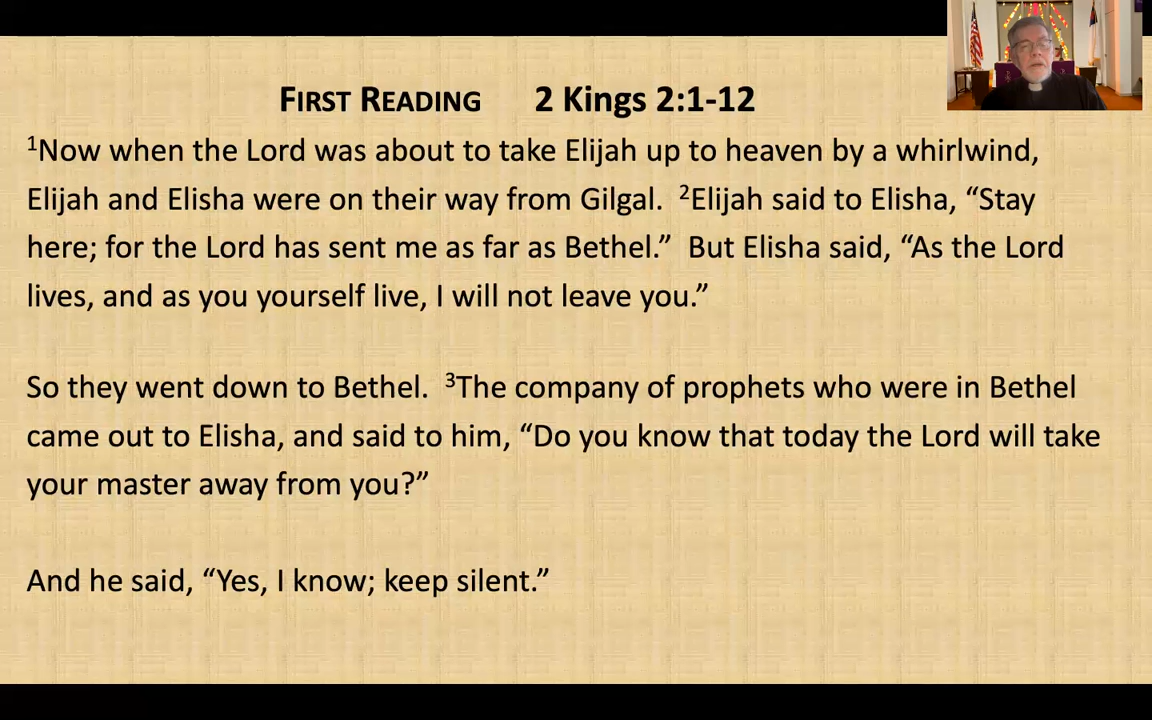 FIRST READING 2 Kings 2:1-12
¹Now when the Lord was about to take Elijah up to heaven by a whirlwind,
Elijah and Elisha were on their way from Gilgal. ²Elijah said to Elisha, “Stay
here; for the Lord has sent me as far as Bethel.” But Elisha said, “As the Lord
lives, and as you yourself live, I will not leave you.”
So they went down to Bethel. ³The company of prophets who were in Bethel
came out to Elisha, and said to him, “Do you know that today the Lord will take
your master away from you?”
And he said, “Yes, I know; keep silent.”